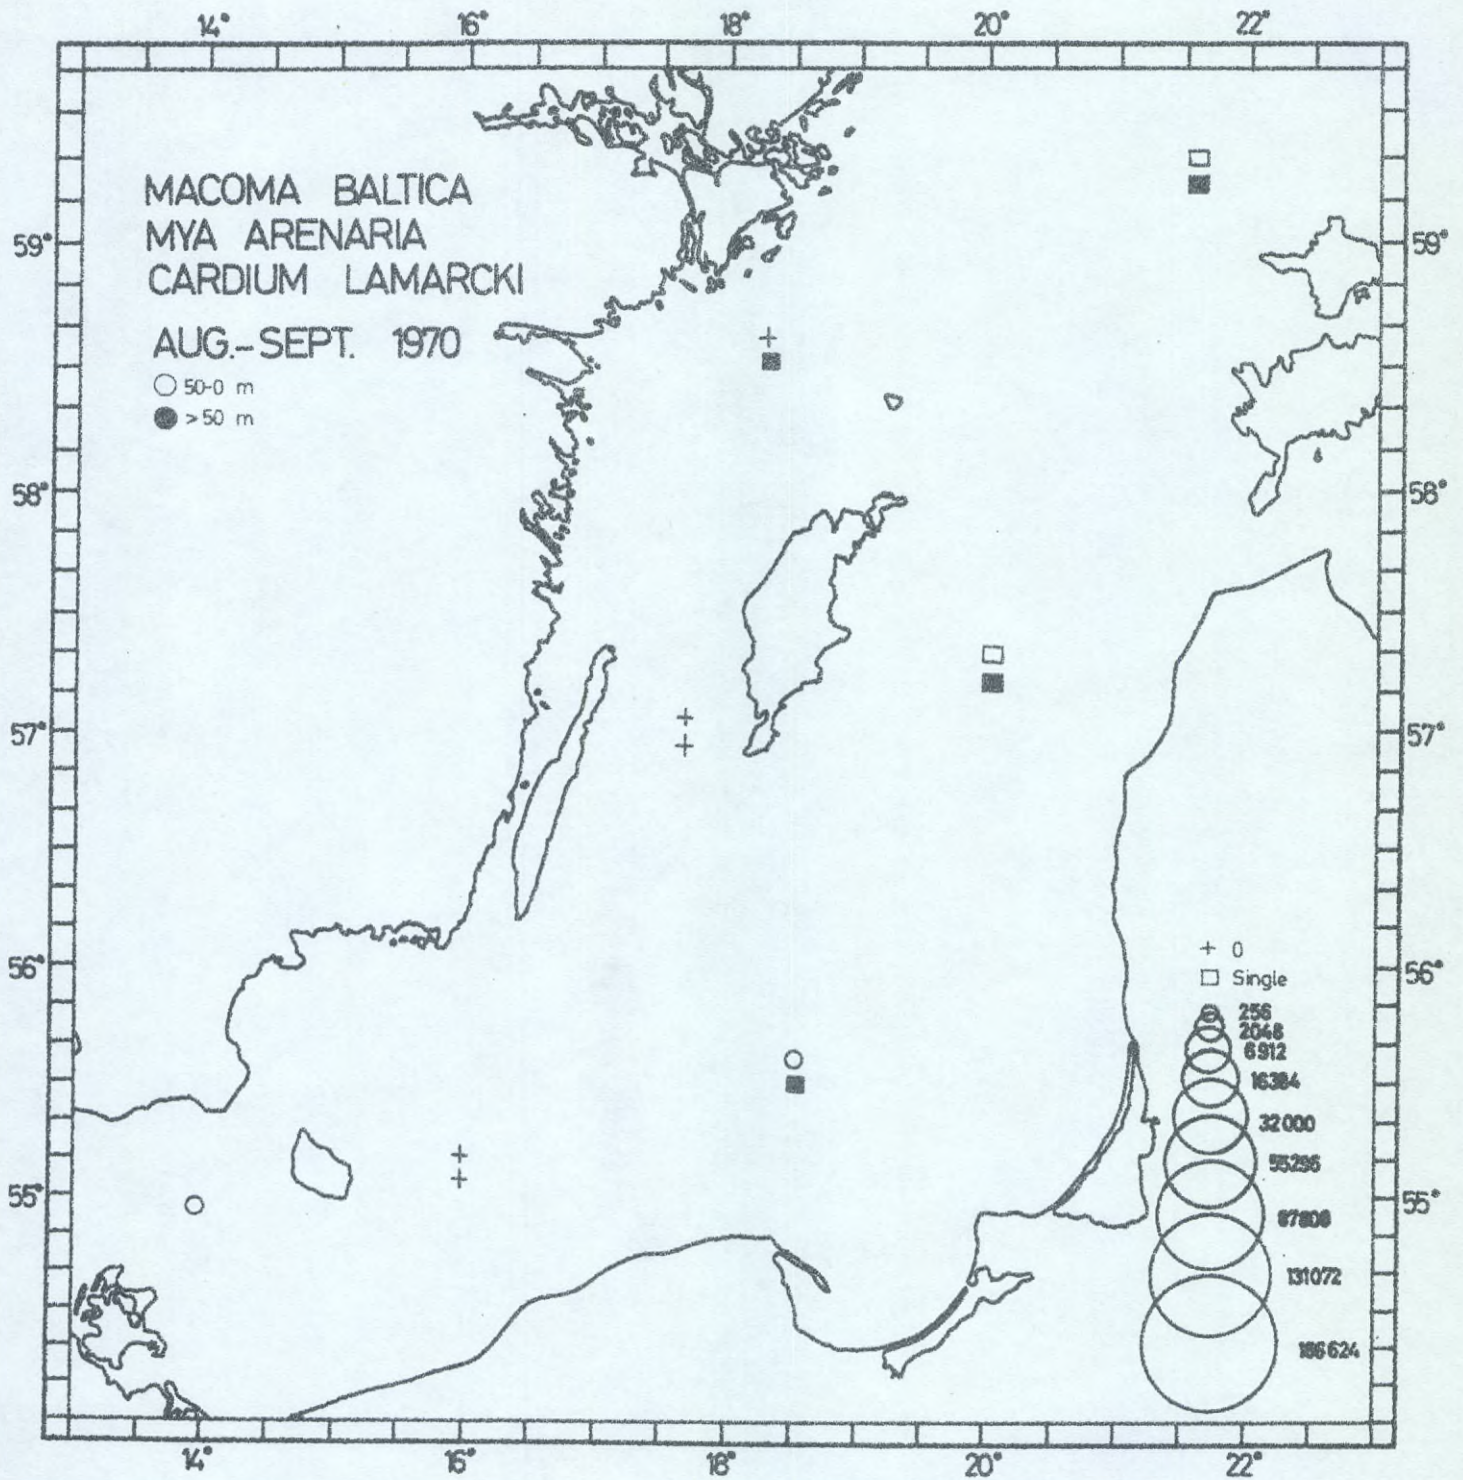 14° 16° 18° 20° 22°
MACOMA BALTICA
MYA ARENARIA
CARDIUM LAMARCKI
AUG.-SEPT. 1970
50-0 m
>50 m
59° 59°
58° 58°
57° 57°
56° 56°
55° 55°
+ 0
Single
256
2048
6912
16384
32000
55296
87808
131072
186624
14° 16° 18° 20° 22°